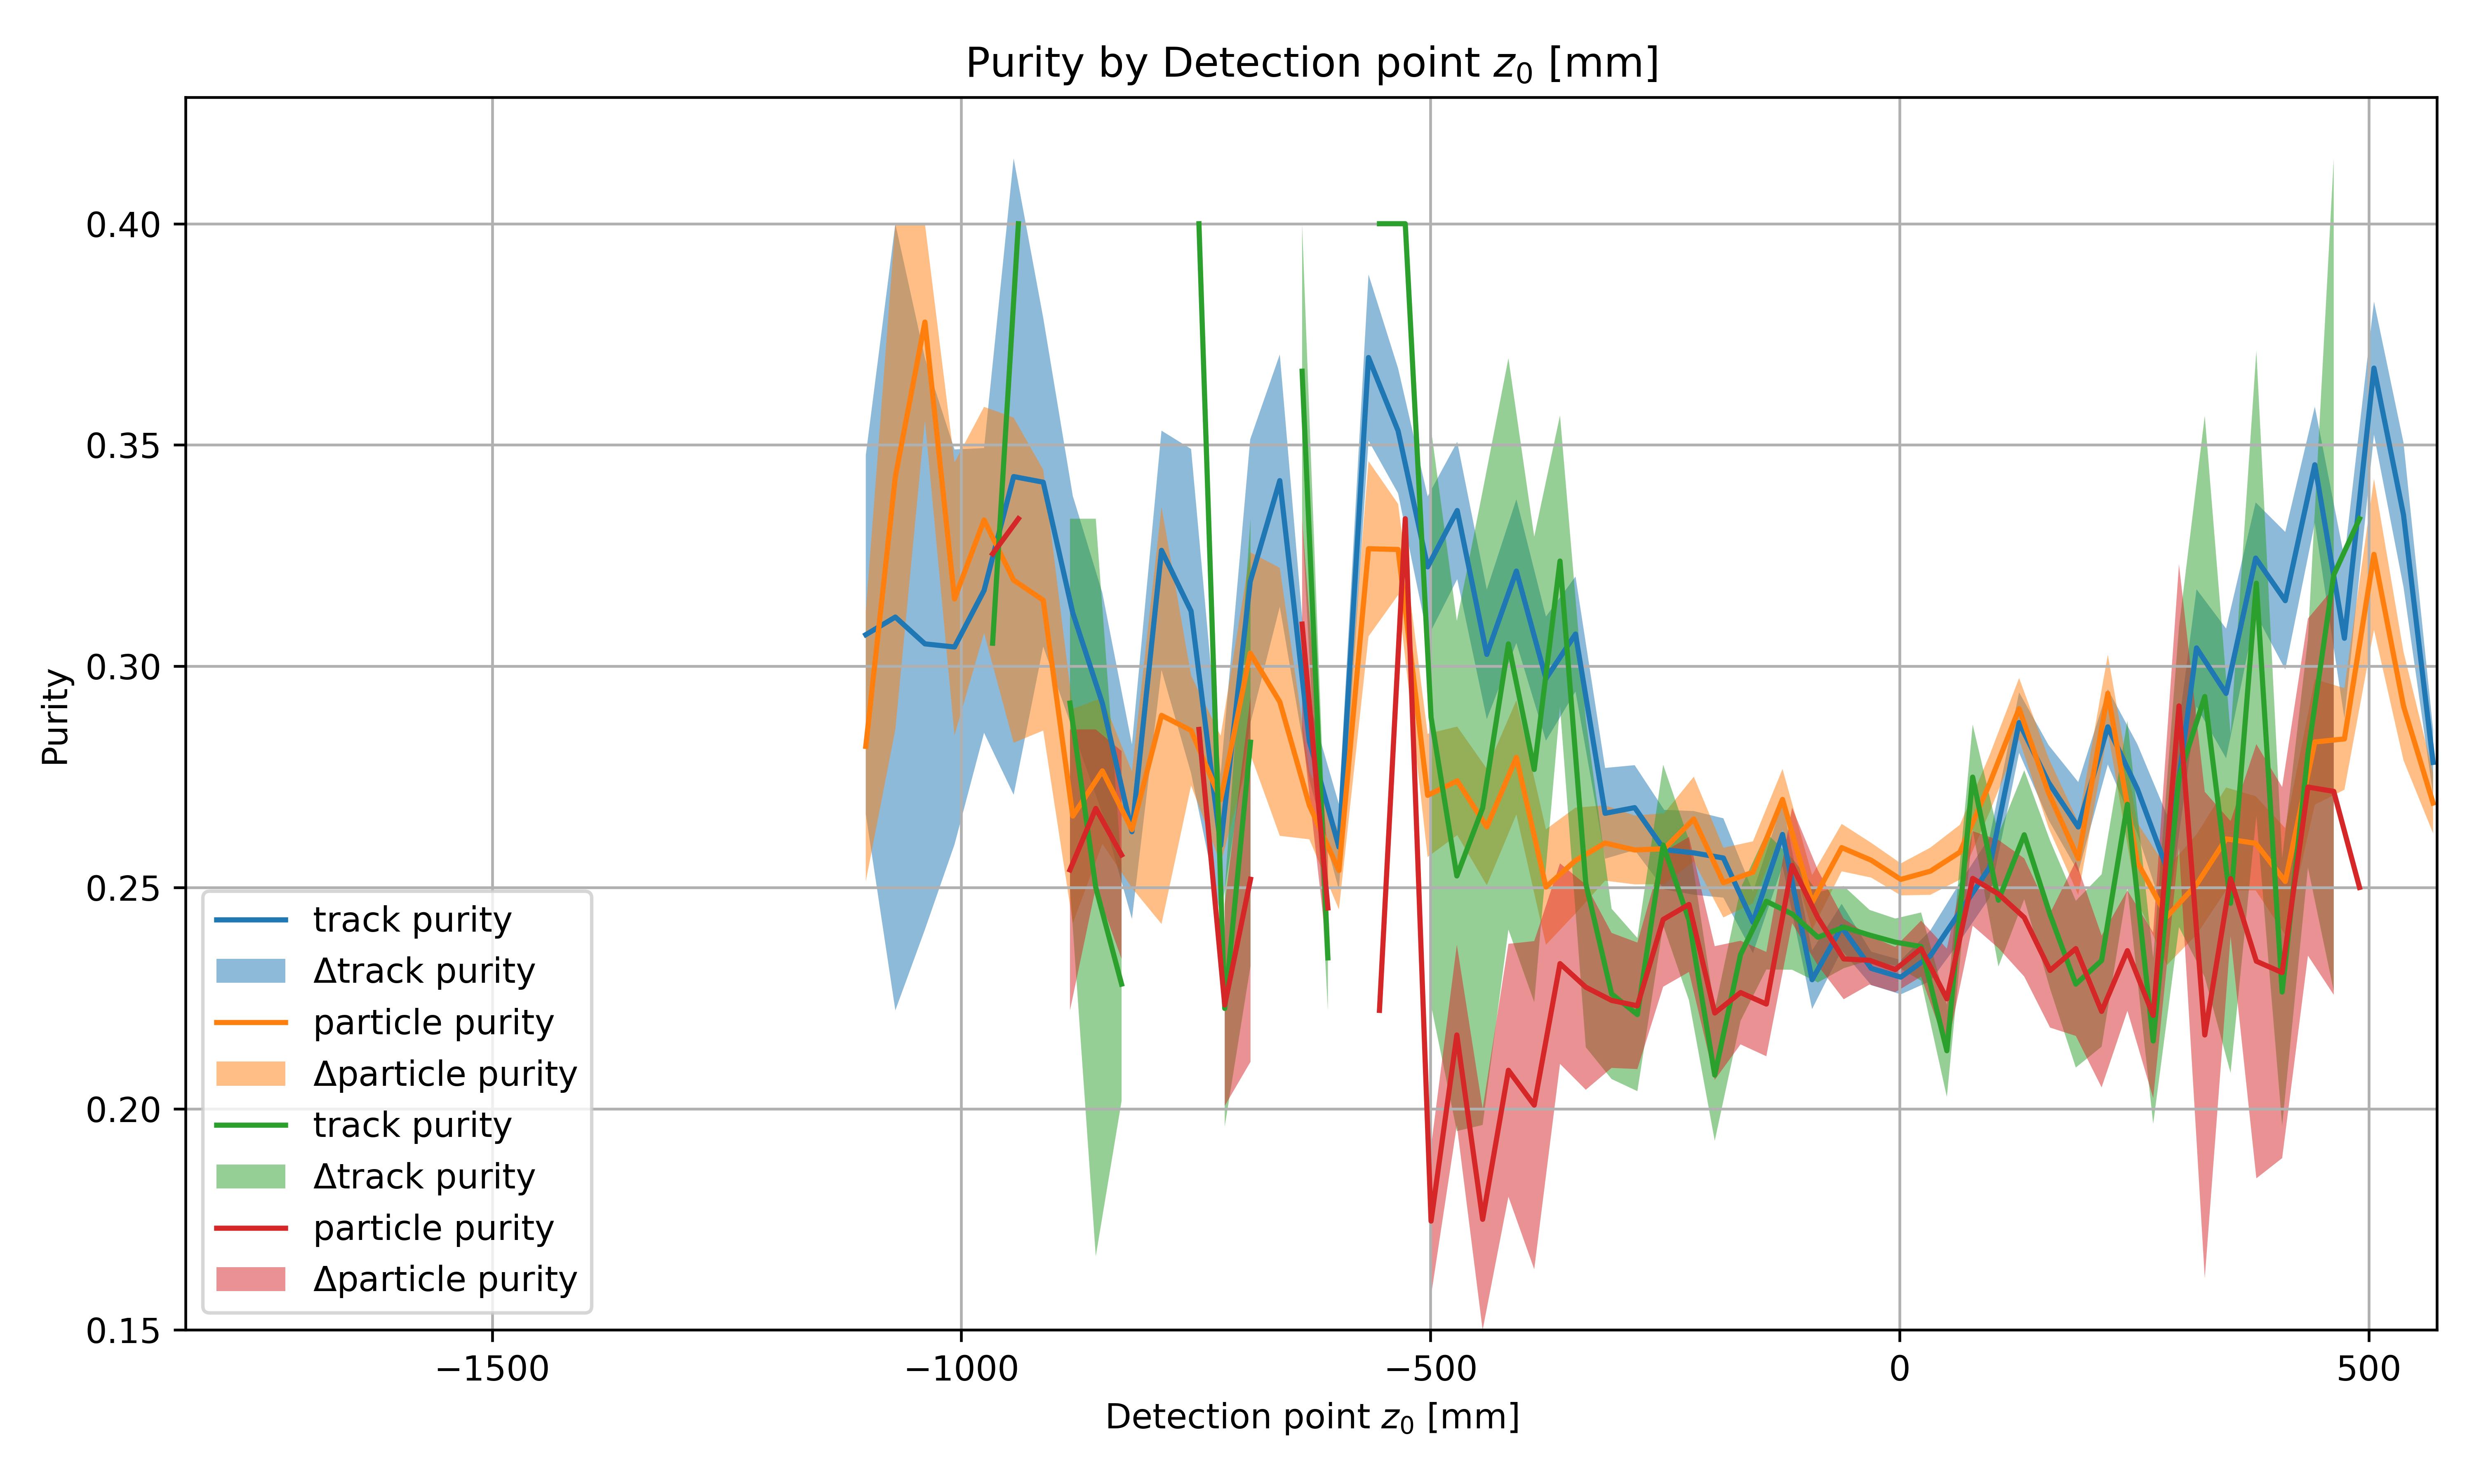 Purity by Detection point z₀ [mm]
0.40
0.35
0.30
0.25
0.20
0.15
Purity
track purity
Δtrack purity
particle purity
Δparticle purity
track purity
Δtrack purity
particle purity
Δparticle purity
−1500
−1000
−500
0
500
Detection point z₀ [mm]